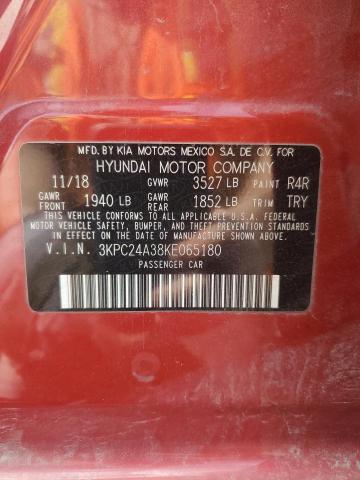 MFD. BY KIA MOTORS MEXICO S.A. DE C.V. FOR
HYUNDAI MOTOR COMPANY
11/18 GVWR 3527 LB PAINT R4R
GAWR FRONT 1940 LB GAWR REAR 1852 LB TRIM TRY
THIS VEHICLE CONFORMS TO ALL APPLICABLE U.S.A. FEDERAL
MOTOR VEHICLE SAFETY, BUMPER, AND THEFT PREVENTION
STANDARDS IN EFFECT ON THE DATE OF MANUFACTURE SHOWN ABOVE.
V.I.N. 3KPC24A38KE065180
PASSENGER CAR